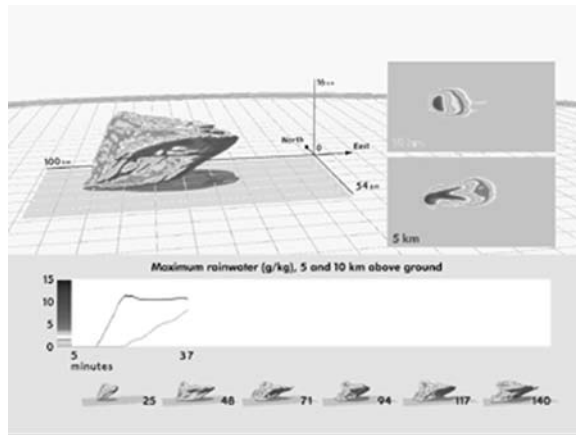 16 km
10 km
North
0
East
100 km
54 km
5 km
Maximum rainwater (g/kg), 5 and 10 km above ground
15
10
5
0
5
37
minutes
25
48
71
94
117
140